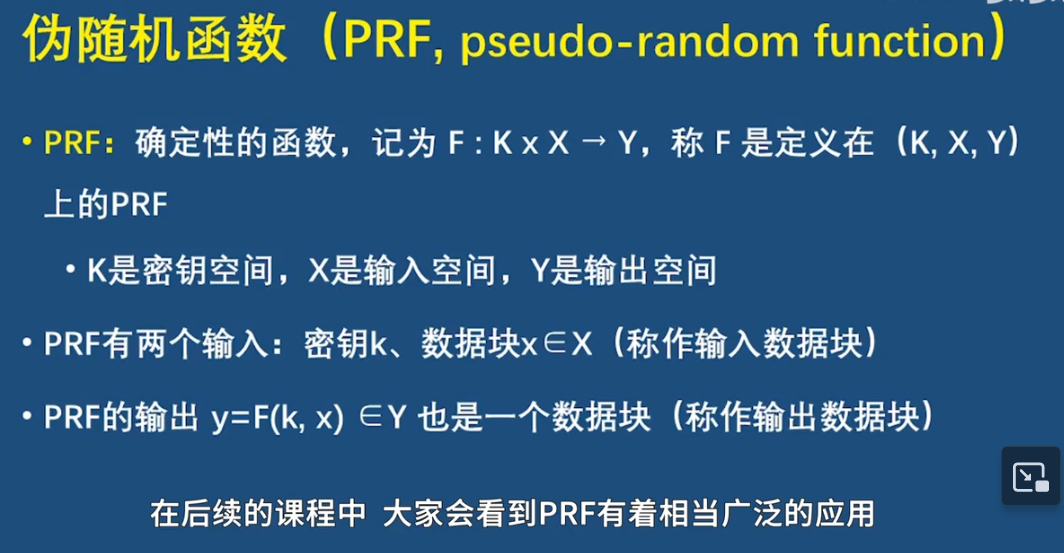 伪随机函数（PRF, pseudo-random function）
• PRF：确定性的函数，记为 F : K x X → Y，称 F 是定义在（K, X, Y）
上的PRF
• K是密钥空间，X是输入空间，Y是输出空间
• PRF有两个输入：密钥k、数据块x∈X（称作输入数据块）
• PRF的输出 y=F(k, x) ∈Y 也是一个数据块（称作输出数据块）
在后续的课程中 大家会看到PRF有着相当广泛的应用